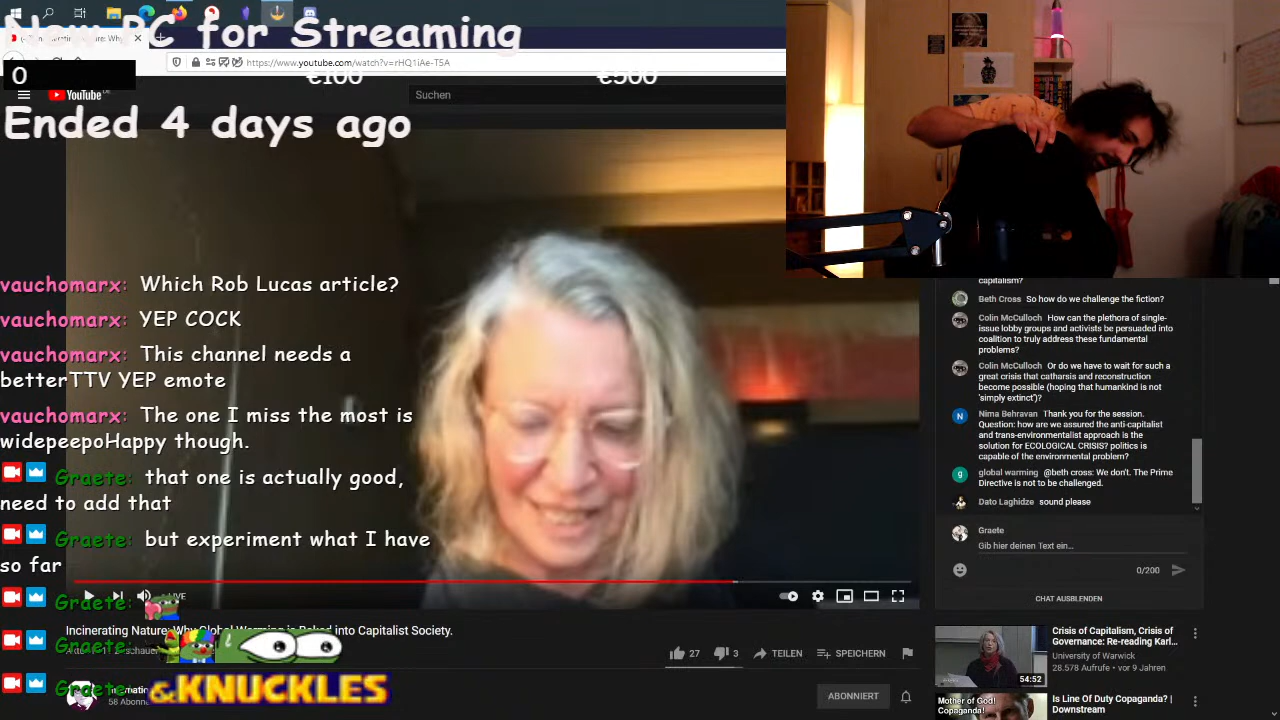 New PC for Streaming
https://www.youtube.com/watch?v=rHQ1iAe-T5A
0
€100
€500
YouTube
Suchen
Ended 4 days ago
vauchomarx: Which Rob Lucas article?
vauchomarx: YEP COCK
vauchomarx: This channel needs a
betterTTV YEP emote
vauchomarx: The one I miss the most is
widepeepoHappy though.
Graete: that one is actually good,
need to add that
Graete: but experiment what I have
so far
Graete:
Graete:
Graete: &KNUCKLES
LIVE
Incinerating Nature: Why Global Warming is Baked into Capitalist Society.
27
3
TEILEN
SPEICHERN
58 Abonn
ABONNIERT
capitalism?
Beth Cross So how do we challenge the fiction?
Colin McCulloch How can the plethora of single-
issue lobby groups and activists be persuaded into
coalition to truly address these fundamental
problems?
Colin McCulloch Or do we have to wait for such a
great crisis that catharsis and reconstruction
become possible (hoping that humankind is not
'simply extinct')?
N
Nima Behravan Thank you for the session.
Question: how are we assured the anti-capitalist
and trans-environmentalist approach is the
solution for ECOLOGICAL CRISIS? politics is
capable of the environmental problem?
g
global warming @beth cross: We don't. The Prime
Directive is not to be challenged.
Dato Laghidze sound please
Graete
Gib hier deinen Text ein...
0/200
CHAT AUSBLENDEN
54:52
Crisis of Capitalism, Crisis of
Governance: Re-reading Karl...
University of Warwick
28.578 Aufrufe • vor 9 Jahren
Mother of God!
Copaganda!
Is Line Of Duty Copaganda? |
Downstream
Novara Media